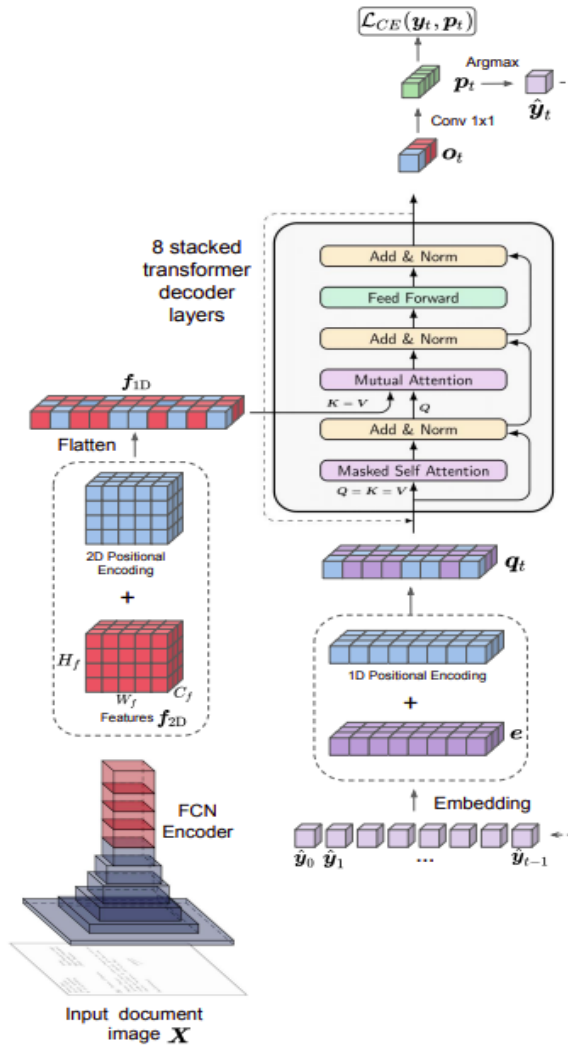 𝓛_CE(y_t, p_t)
Argmax
p_t
ŷ_t
Conv 1x1
o_t
8 stacked
transformer
decoder
layers
Add & Norm
Feed Forward
Add & Norm
Mutual Attention
K = V
Q
Add & Norm
Masked Self Attention
Q = K = V
f_1D
Flatten
2D Positional
Encoding
+
H_f
W_f
C_f
Features f_2D
q_t
1D Positional Encoding
+
e
Embedding
ŷ_0 ŷ_1 ... ŷ_{t−1}
FCN
Encoder
Input document
image X